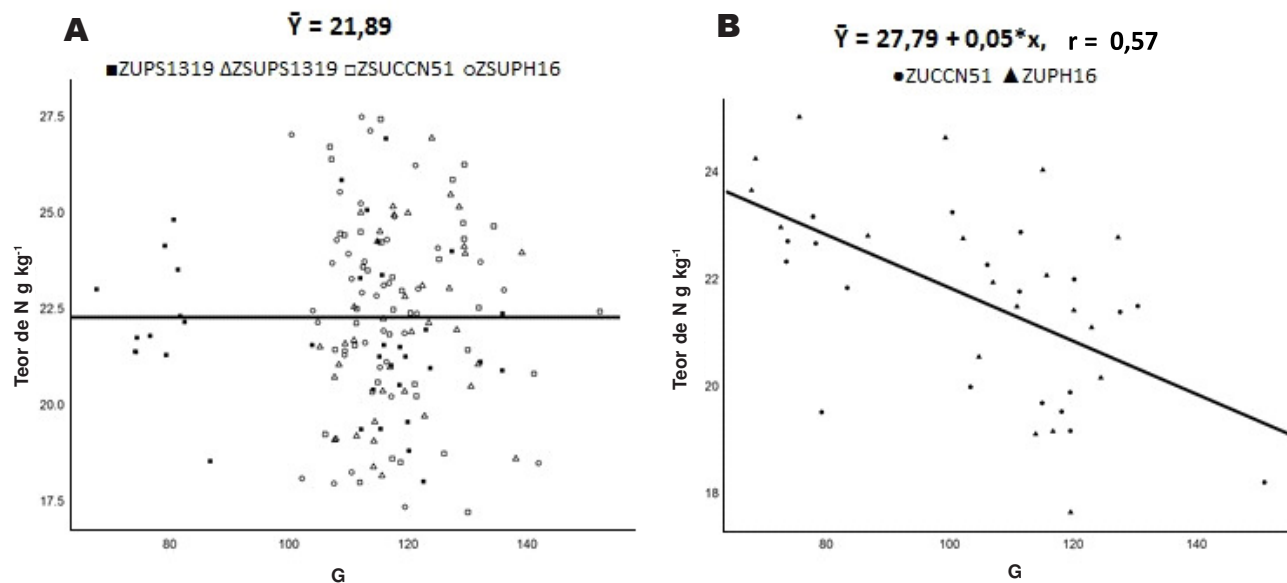 A
Ȳ = 21,89
■ZUPS1319 ΔZSUPS1319 □ZSUCCN51 ○ZSUPH16
Teor de N g kg⁻¹
27.5
25.0
22.5
20.0
17.5
80 100 120 140
G
B
Ȳ = 27,79 + 0,05*x, r = 0,57
●ZUCCN51 ▲ZUPH16
Teor de N g kg⁻¹
24
22
20
18
80 100 120 140
G